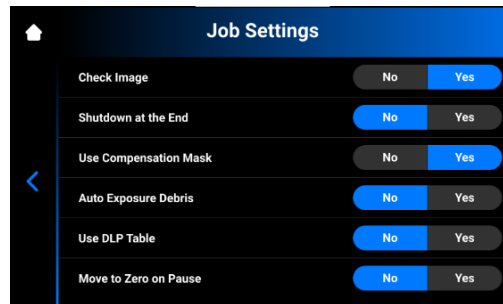 Job Settings
Check Image No Yes
Shutdown at the End No Yes
Use Compensation Mask No Yes
Auto Exposure Debris No Yes
Use DLP Table No Yes
Move to Zero on Pause No Yes